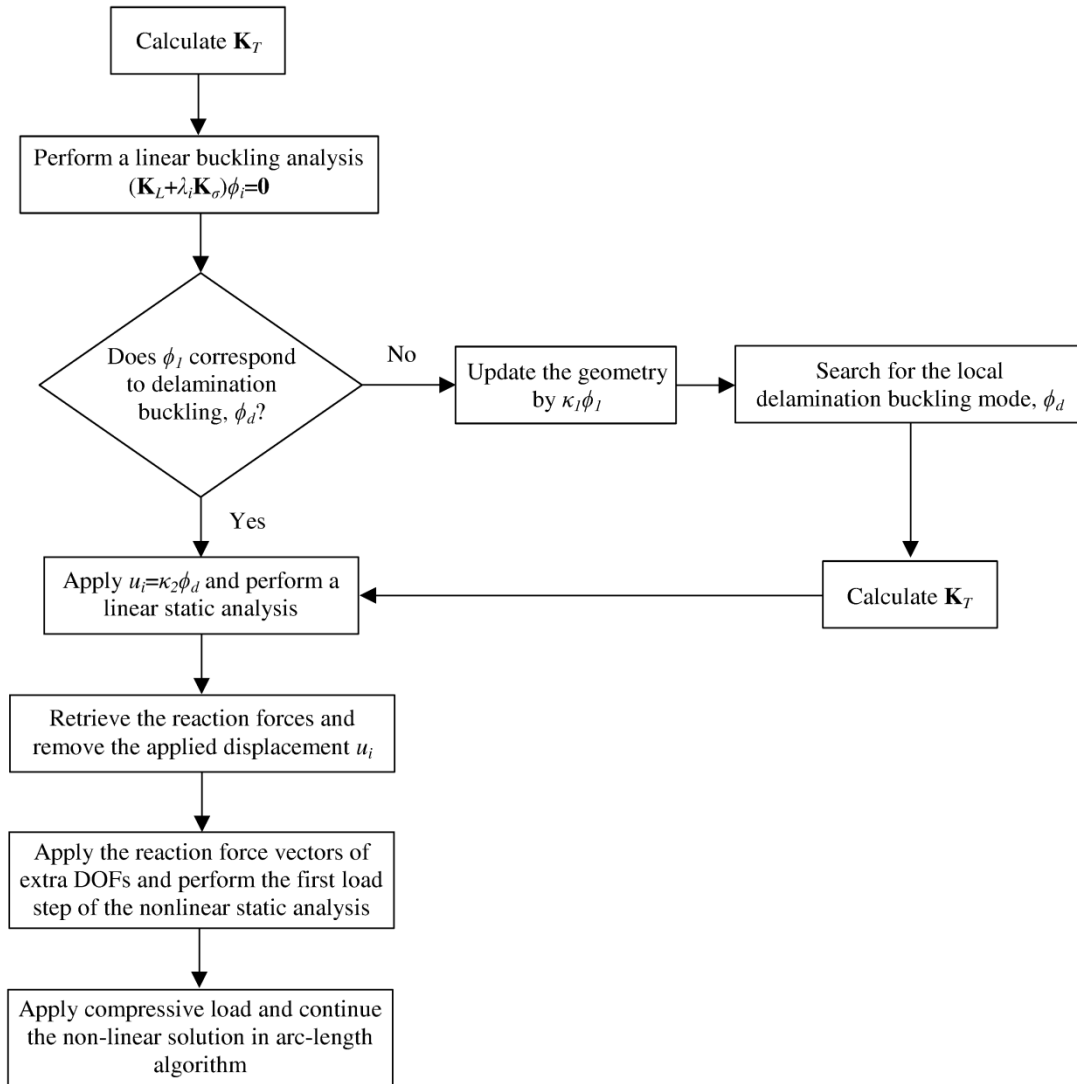 Calculate K_T
Perform a linear buckling analysis
(K_L+λ_iK_σ)ϕ_i=0
Does ϕ_1 correspond
to delamination
buckling, ϕ_d?
No
Update the geometry
by κ_1ϕ_1
Search for the local
delamination buckling mode, ϕ_d
Yes
Apply u_i=κ_2ϕ_d and perform a
linear static analysis
Calculate K_T
Retrieve the reaction forces and
remove the applied displacement u_i
Apply the reaction force vectors of
extra DOFs and perform the first load
step of the nonlinear static analysis
Apply compressive load and continue
the non-linear solution in arc-length
algorithm